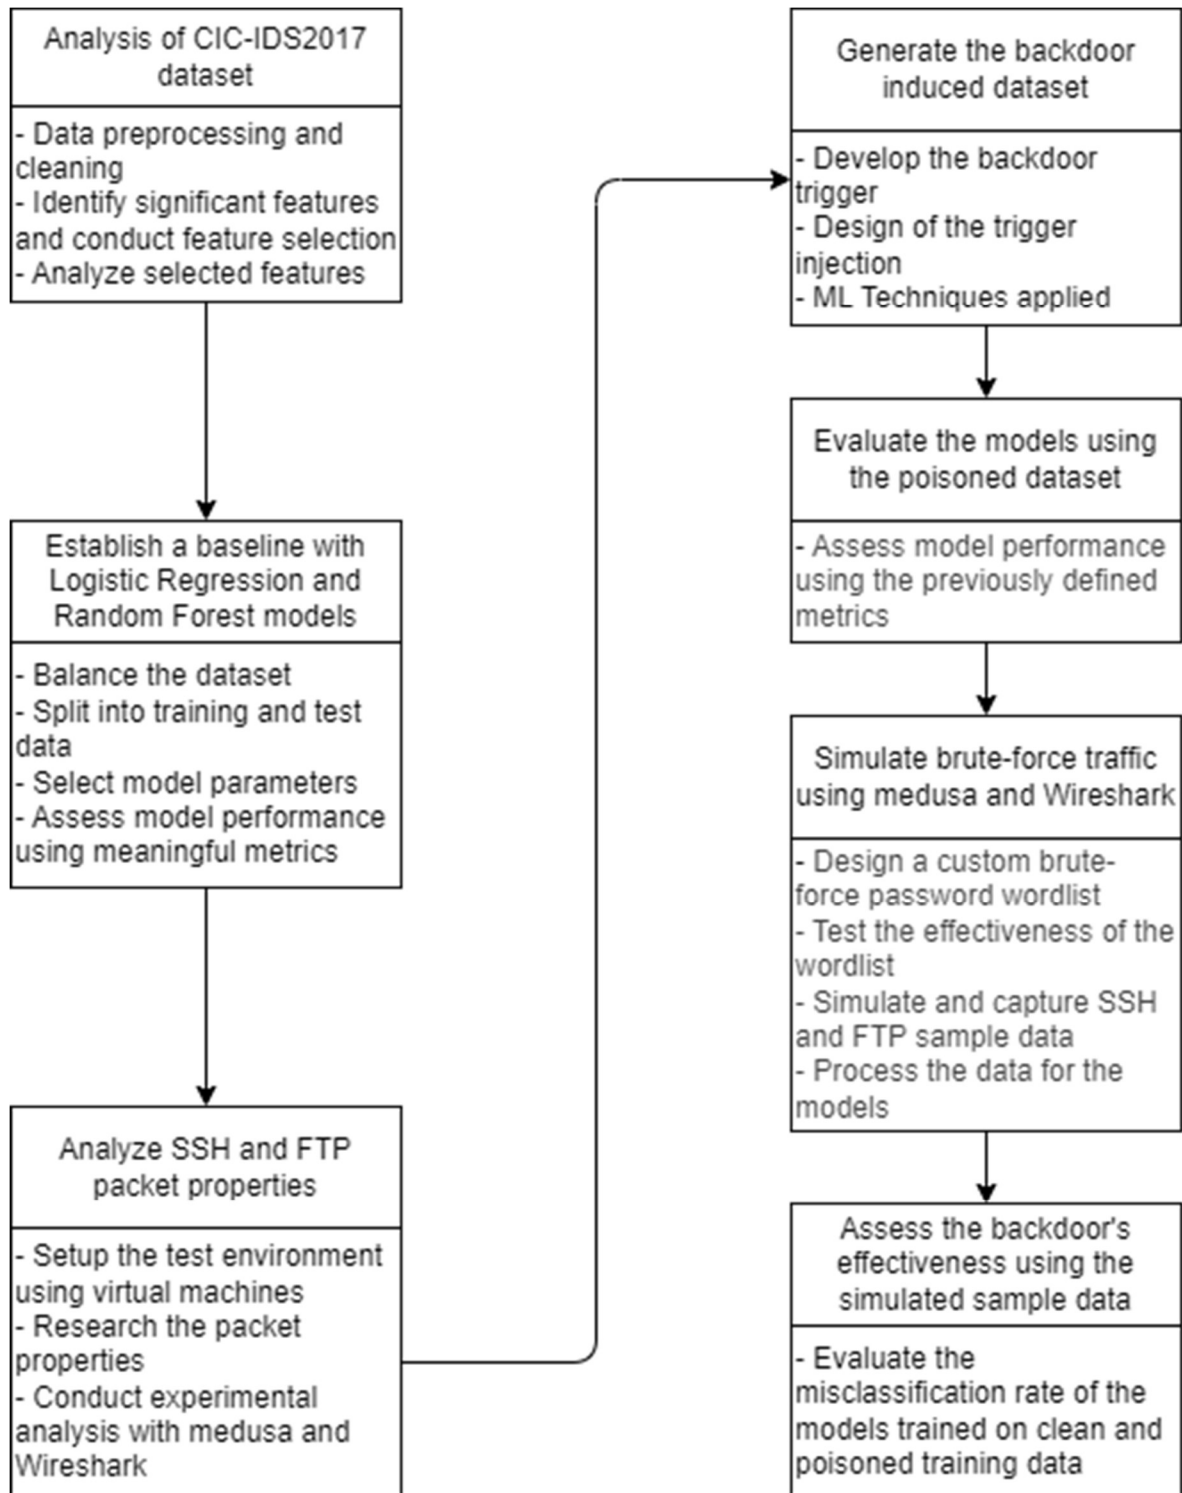 Analysis of CIC-IDS2017
dataset
- Data preprocessing and
cleaning
- Identify significant features
and conduct feature selection
- Analyze selected features
Establish a baseline with
Logistic Regression and
Random Forest models
- Balance the dataset
- Split into training and test
data
- Select model parameters
- Assess model performance
using meaningful metrics
Analyze SSH and FTP
packet properties
- Setup the test environment
using virtual machines
- Research the packet
properties
- Conduct experimental
analysis with medusa and
Wireshark
Generate the backdoor
induced dataset
- Develop the backdoor
trigger
- Design of the trigger
injection
- ML Techniques applied
Evaluate the models using
the poisoned dataset
- Assess model performance
using the previously defined
metrics
Simulate brute-force traffic
using medusa and Wireshark
- Design a custom brute-
force password wordlist
- Test the effectiveness of the
wordlist
- Simulate and capture SSH
and FTP sample data
- Process the data for the
models
Assess the backdoor's
effectiveness using the
simulated sample data
- Evaluate the
misclassification rate of the
models trained on clean and
poisoned training data